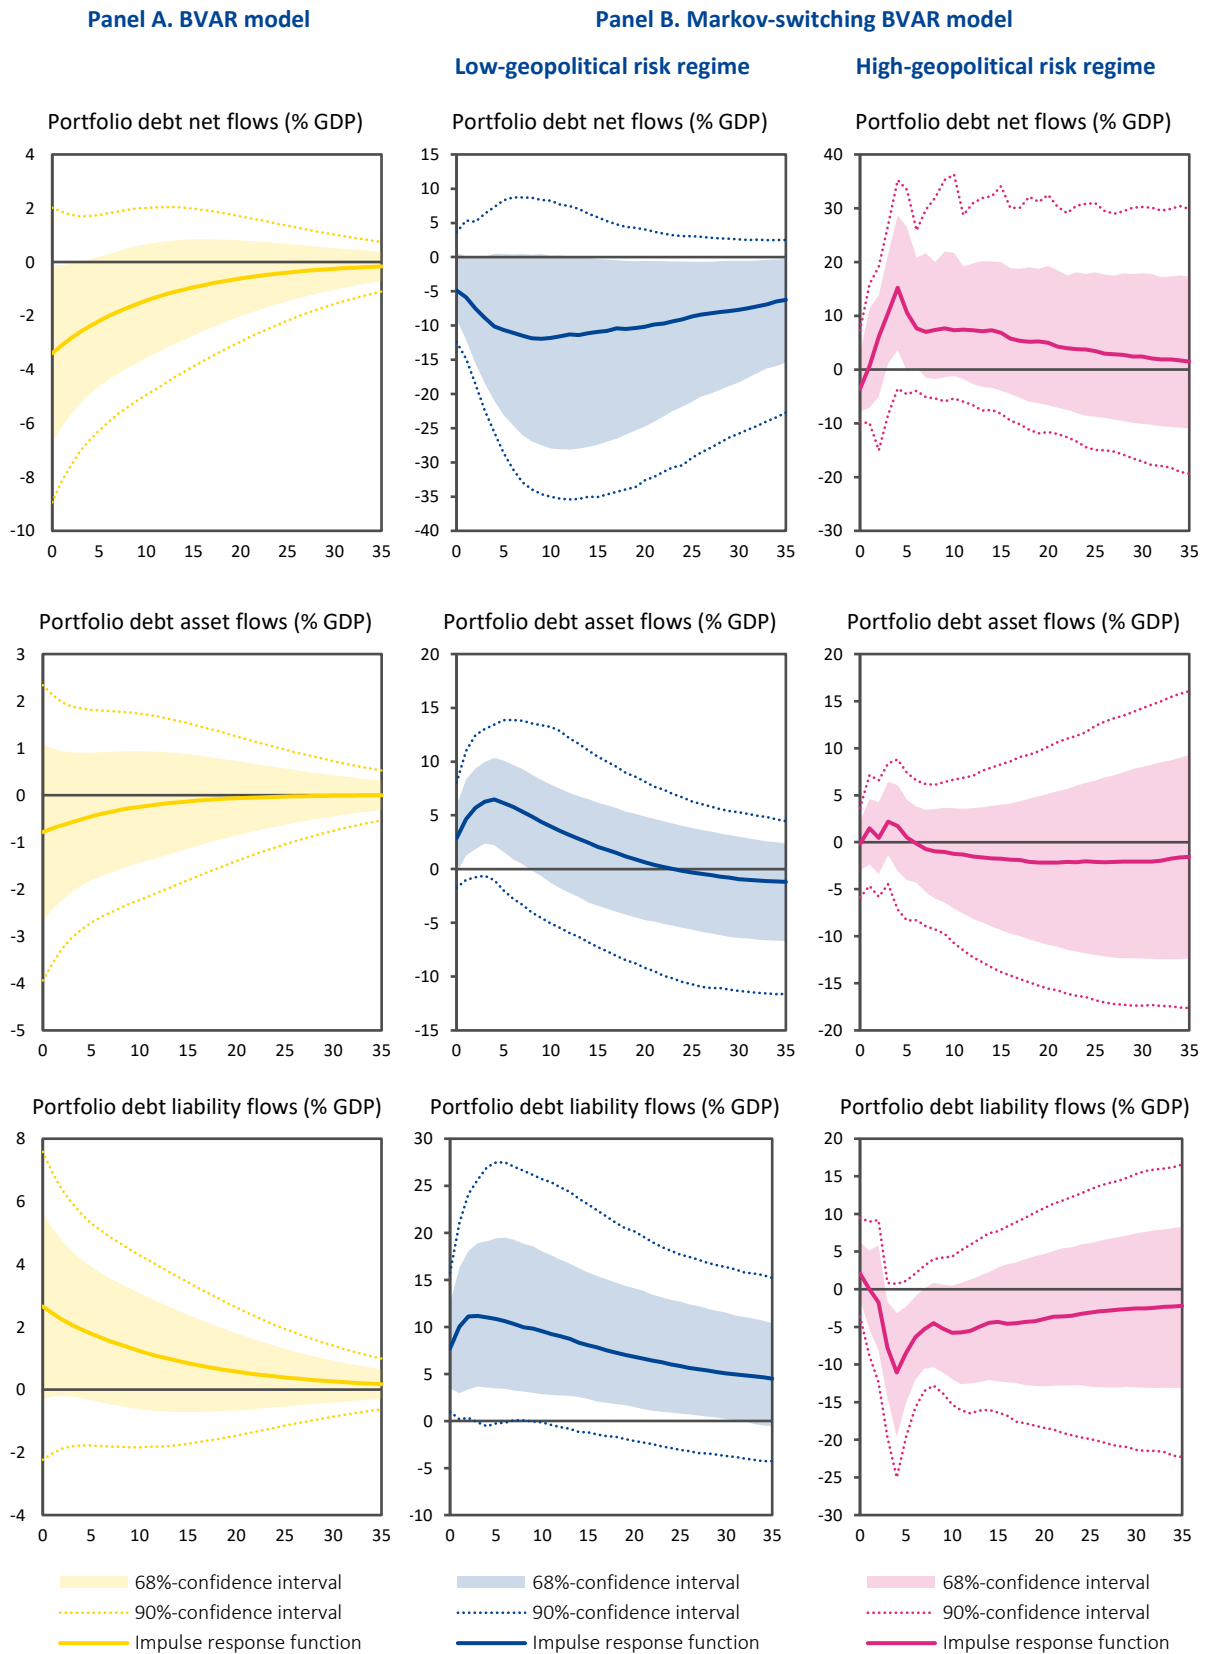 Panel A. BVAR model
Panel B. Markov-switching BVAR model
Low-geopolitical risk regime
High-geopolitical risk regime
Portfolio debt net flows (% GDP)
4
2
0
-2
-4
-6
-8
-10
0 5 10 15 20 25 30 35
Portfolio debt net flows (% GDP)
15
10
5
0
-5
-10
-15
-20
-25
-30
-35
-40
0 5 10 15 20 25 30 35
Portfolio debt net flows (% GDP)
40
30
20
10
0
-10
-20
-30
0 5 10 15 20 25 30 35
Portfolio debt asset flows (% GDP)
3
2
1
0
-1
-2
-3
-4
-5
0 5 10 15 20 25 30 35
Portfolio debt asset flows (% GDP)
20
15
10
5
0
-5
-10
-15
0 5 10 15 20 25 30 35
Portfolio debt asset flows (% GDP)
20
15
10
5
0
-5
-10
-15
-20
0 5 10 15 20 25 30 35
Portfolio debt liability flows (% GDP)
8
6
4
2
0
-2
-4
0 5 10 15 20 25 30 35
Portfolio debt liability flows (% GDP)
30
25
20
15
10
5
0
-5
-10
0 5 10 15 20 25 30 35
Portfolio debt liability flows (% GDP)
20
15
10
5
0
-5
-10
-15
-20
-25
-30
0 5 10 15 20 25 30 35
68%-confidence interval
90%-confidence interval
Impulse response function
68%-confidence interval
90%-confidence interval
Impulse response function
68%-confidence interval
90%-confidence interval
Impulse response function